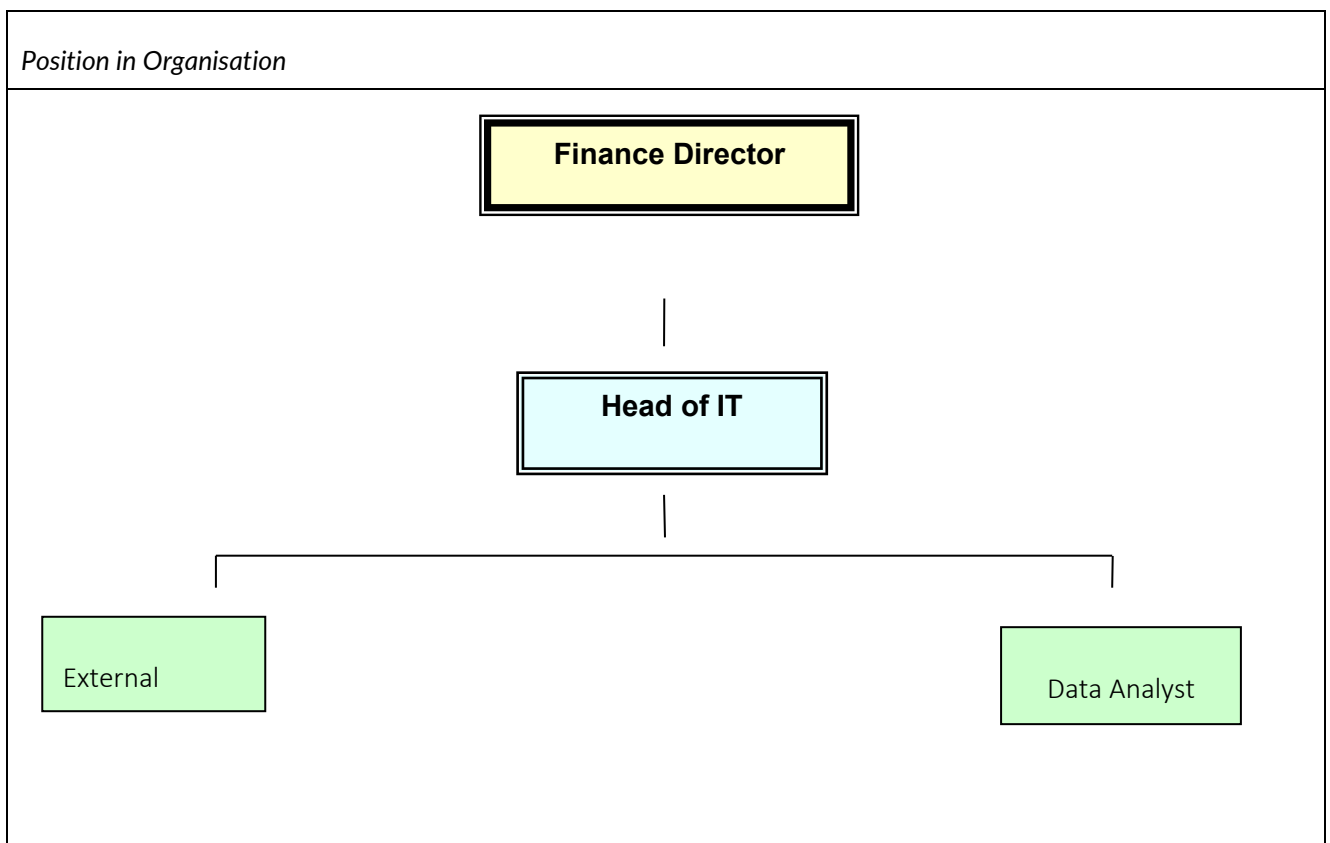 Position in Organisation
Finance Director
Head of IT
External
Data Analyst